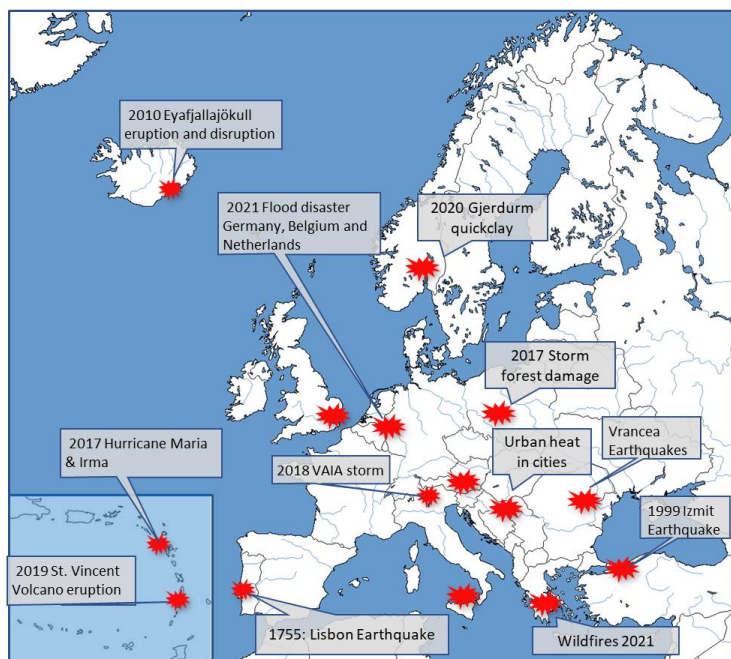 2010 Eyafjallajökull
eruption and disruption
2021 Flood disaster
Germany, Belgium and
Netherlands
2020 Gjerdurm
quickclay
2017 Storm
forest damage
2017 Hurricane Maria
& Irma
2018 VAIA storm
Urban heat
in cities
Vrancea
Earthquakes
1999 Izmit
Earthquake
2019 St. Vincent
Volcano eruption
1755: Lisbon Earthquake
Wildfires 2021